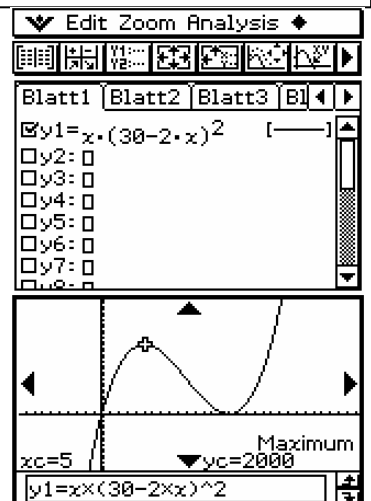 Edit Zoom Analysis
Blatt1 Blatt2 Blatt3 Bl
y1=x·(30-2·x)²
y2:
y3:
y4:
y5:
y6:
y7:
Maximum
xc=5 yc=2000
y1=x×(30-2×x)^2